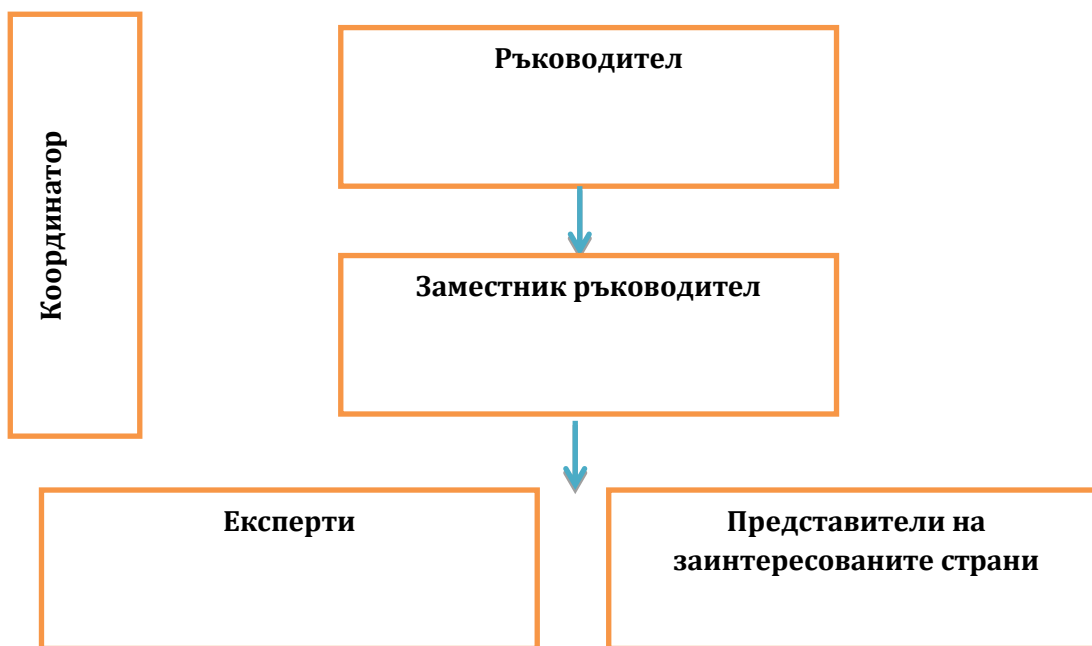 Координатор
Ръководител
Заместник ръководител
Експерти
Представители на
заинтересованите страни